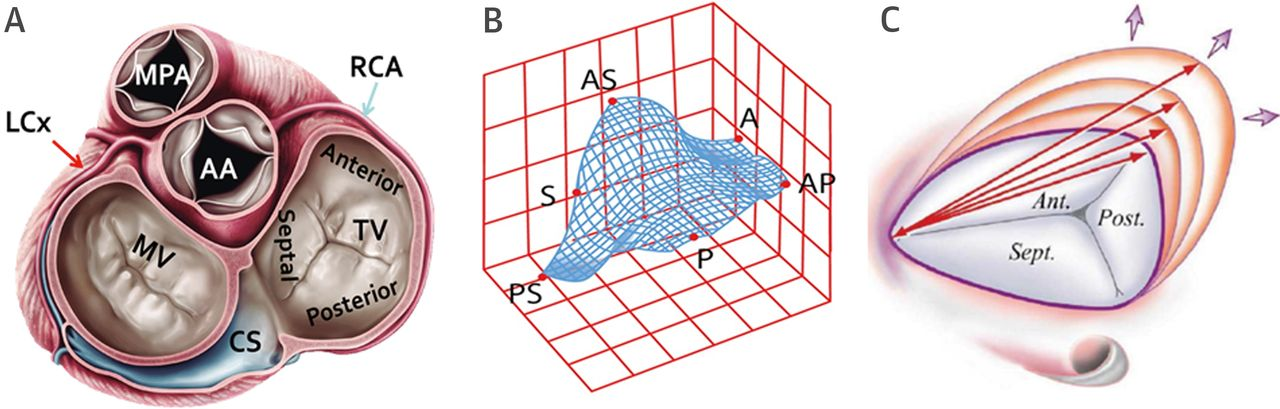 A
MPA
RCA
LCx
AA
Anterior
Septal
TV
MV
Posterior
CS
B
AS
A
S
AP
P
PS
C
Ant.
Post.
Sept.